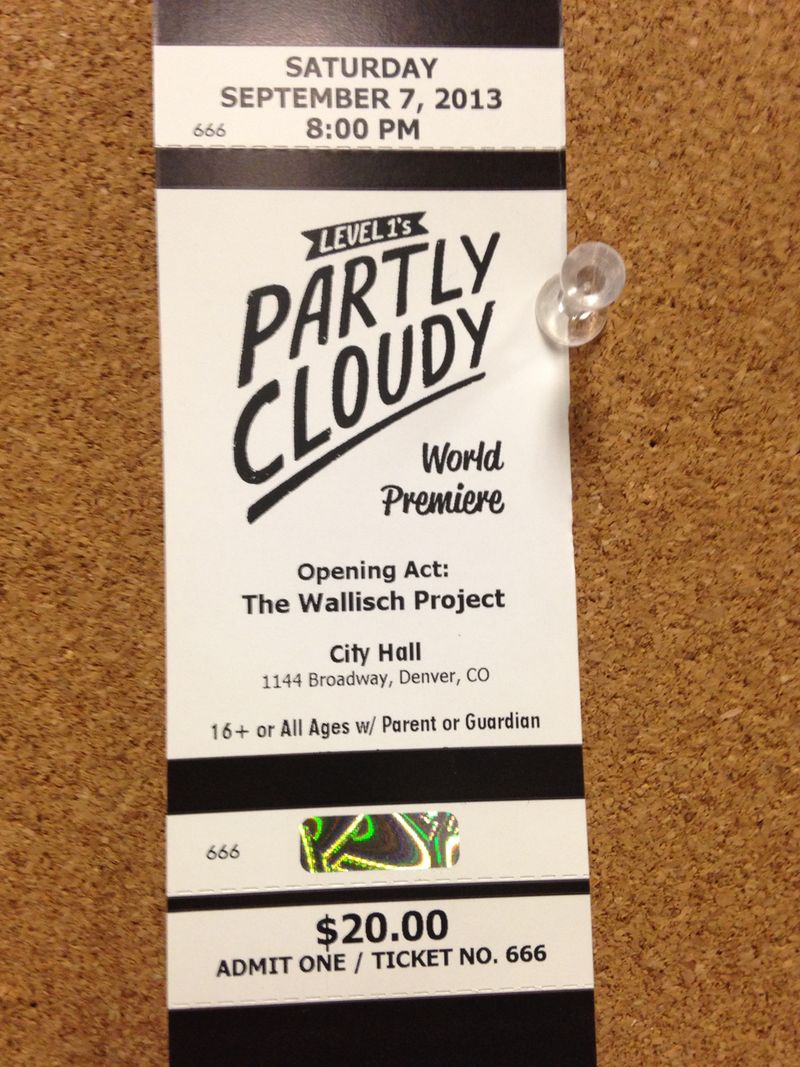 SATURDAY
SEPTEMBER 7, 2013
666 8:00 PM
LEVEL 1's
PARTLY
CLOUDY
World
Premiere
Opening Act:
The Wallisch Project
City Hall
1144 Broadway, Denver, CO
16+ or All Ages w/ Parent or Guardian
666
$20.00
ADMIT ONE / TICKET NO. 666